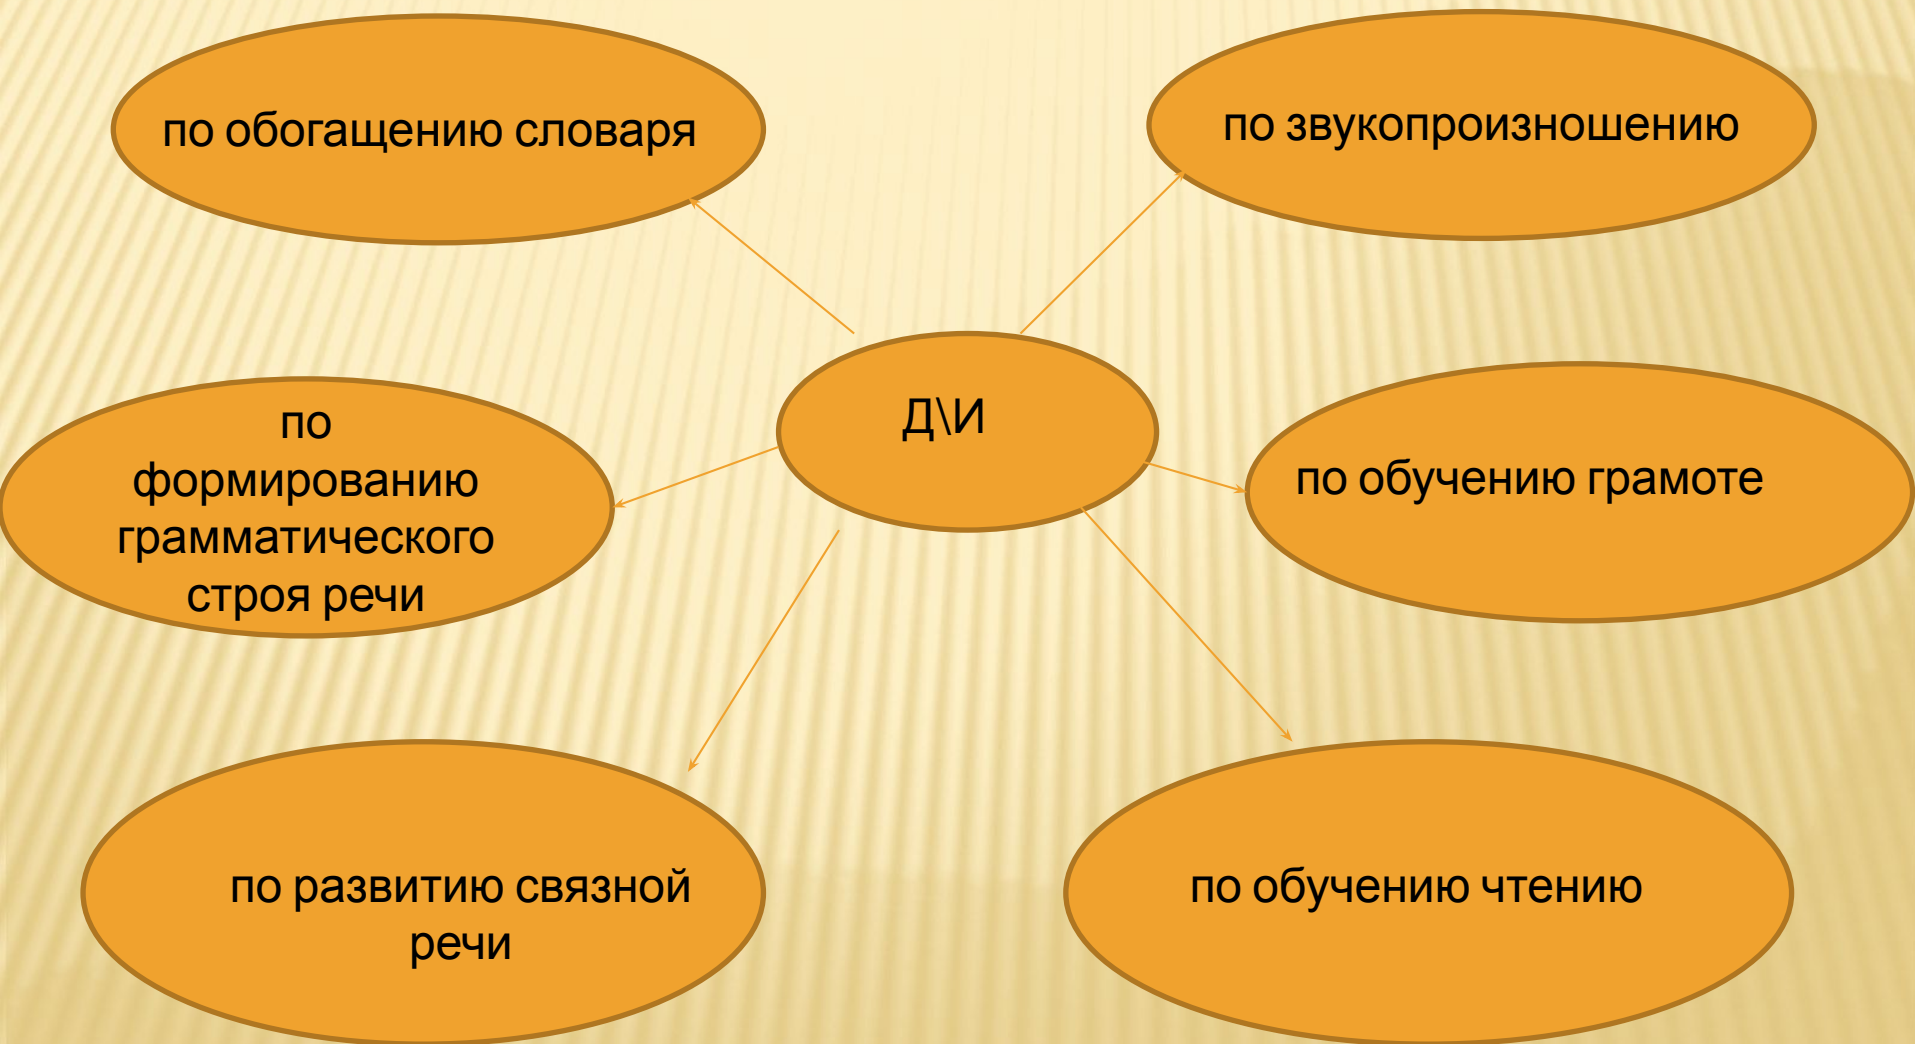 по обогащению словаря
по звукопроизношению
Д\И
по
формированию
грамматического
строя речи
по обучению грамоте
по развитию связной
речи
по обучению чтению